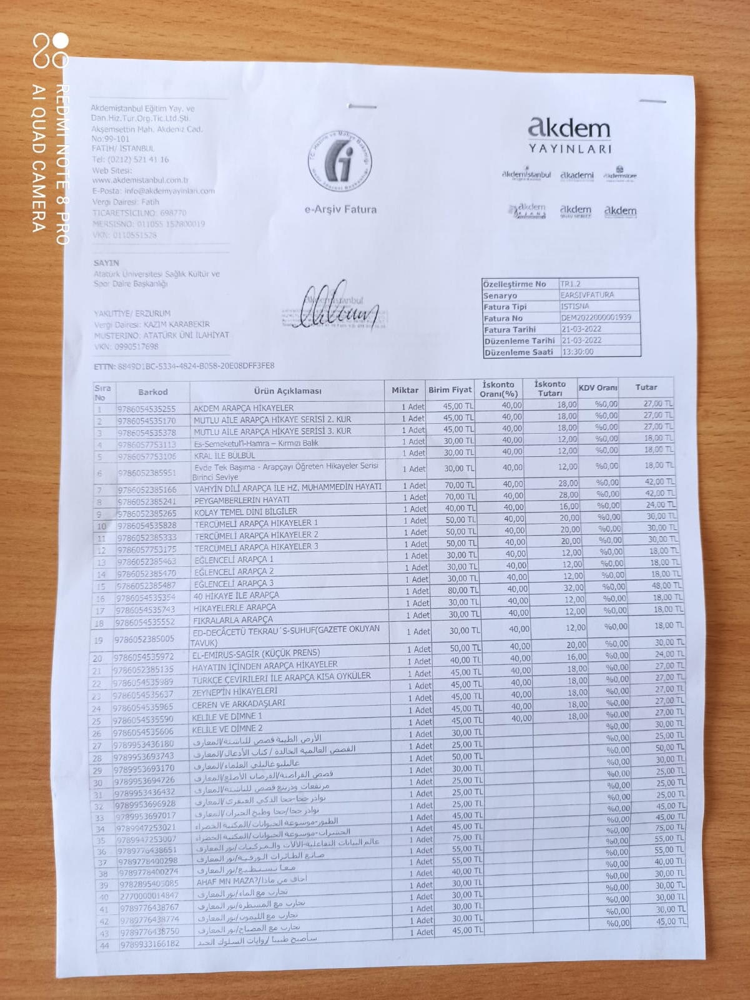 REDMI NOTE 8 PRO
AI QUAD CAMERA
Akdemistanbul Eğitim Yay. ve
Dan.Hiz.Tur.Org.Tic.Ltd.Şti.
Akşemsettin Mah. Akdeniz Cad.
No:99-101
FATİH/ İSTANBUL
Tel: (0212) 521 41 16
Web Sitesi:
www.akdemistanbul.com.tr
E-Posta: info@akdemyayinlari.com
Vergi Dairesi: Fatih
TICARETSICILNO: 698770
MERSISNO: 011055 152800019
VKN: 0110551528
e-Arşiv Fatura
akdem
YAYINLARI
akdemistanbul akademi akdemstore
akdem akdem akdem
SAYIN
Atatürk Üniversitesi Sağlık Kültür ve
Spor Daire Başkanlığı
YAKUTİYE/ ERZURUM
Vergi Dairesi: KAZIM KARABEKİR
MUSTERINO: ATATÜRK ÜNİ İLAHİYAT
VKN: 0990517698
ETTN: 8849D1BC-5334-4824-B058-20E08DFF3FE8
Özelleştirme No TR1.2
Senaryo EARSIVFATURA
Fatura Tipi ISTISNA
Fatura No DEM2022000001939
Fatura Tarihi 21-03-2022
Düzenleme Tarihi 21-03-2022
Düzenleme Saati 13:30:00
Sıra No Barkod Ürün Açıklaması Miktar Birim Fiyat İskonto Oranı(%) İskonto Tutarı KDV Oranı Tutar
1 9786054535255 AKDEM ARAPÇA HİKAYELER 1 Adet 45,00 TL 40,00 18,00 %0,00 27,00 TL
2 9786054535170 MUTLU AİLE ARAPÇA HİKAYE SERİSİ 2. KUR 1 Adet 45,00 TL 40,00 18,00 %0,00 27,00 TL
3 9786054535378 MUTLU AİLE ARAPÇA HİKAYE SERİSİ 3. KUR 1 Adet 45,00 TL 40,00 18,00 %0,00 27,00 TL
4 9786057753113 Es-Semeketul'l-Hamra – Kırmızı Balık 1 Adet 30,00 TL 40,00 12,00 %0,00 18,00 TL
5 9786057753106 KRAL İLE BÜLBÜL 1 Adet 30,00 TL 40,00 12,00 %0,00 18,00 TL
6 9786052385951 Evde Tek Başıma - Arapçayı Öğreten Hikayeler Serisi Birinci Seviye 1 Adet 30,00 TL 40,00 12,00 %0,00 18,00 TL
7 9786052385166 VAHYİN DİLİ ARAPÇA İLE HZ. MUHAMMEDİN HAYATI 1 Adet 70,00 TL 40,00 28,00 %0,00 42,00 TL
8 9786052385241 PEYGAMBERLERİN HAYATI 1 Adet 70,00 TL 40,00 28,00 %0,00 42,00 TL
9 9786052385265 KOLAY TEMEL DİNİ BİLGİLER 1 Adet 40,00 TL 40,00 16,00 %0,00 24,00 TL
10 9786054535828 TERCÜMELİ ARAPÇA HİKAYELER 1 1 Adet 50,00 TL 40,00 20,00 %0,00 30,00 TL
11 9786052385333 TERCÜMELİ ARAPÇA HİKAYELER 2 1 Adet 50,00 TL 40,00 20,00 %0,00 30,00 TL
12 9786057753175 TERCÜMELİ ARAPÇA HİKAYELER 3 1 Adet 50,00 TL 40,00 20,00 %0,00 30,00 TL
13 9786052385463 EĞLENCELİ ARAPÇA 1 1 Adet 30,00 TL 40,00 12,00 %0,00 18,00 TL
14 9786052385470 EĞLENCELİ ARAPÇA 2 1 Adet 30,00 TL 40,00 12,00 %0,00 18,00 TL
15 9786052385487 EĞLENCELİ ARAPÇA 3 1 Adet 30,00 TL 40,00 12,00 %0,00 18,00 TL
16 9786054535354 40 HİKAYE İLE ARAPÇA 1 Adet 80,00 TL 40,00 32,00 %0,00 48,00 TL
17 9786054535743 HİKAYELERLE ARAPÇA 1 Adet 30,00 TL 40,00 12,00 %0,00 18,00 TL
18 9786054535552 FIKRALARLA ARAPÇA 1 Adet 30,00 TL 40,00 12,00 %0,00 18,00 TL
19 9786052385005 ED-DECÂCETÜ TEKRAU´S-SUHUF(GAZETE OKUYAN TAVUK) 1 Adet 30,00 TL 40,00 12,00 %0,00 18,00 TL
20 9786054535972 EL-EMIRUS-SAGİR (KÜÇÜK PRENS) 1 Adet 50,00 TL 40,00 20,00 %0,00 30,00 TL
21 9786052385135 HAYATIN İÇİNDEN ARAPÇA HİKAYELER 1 Adet 40,00 TL 40,00 16,00 %0,00 24,00 TL
22 9786054535989 TÜRKÇE ÇEVİRİLERİ İLE ARAPÇA KISA ÖYKÜLER 1 Adet 45,00 TL 40,00 18,00 %0,00 27,00 TL
23 9786054535637 ZEYNEP'İN HİKAYELERİ 1 Adet 45,00 TL 40,00 18,00 %0,00 27,00 TL
24 9786054535965 CEREN VE ARKADAŞLARI 1 Adet 45,00 TL 40,00 18,00 %0,00 27,00 TL
25 9786054535590 KELİLE VE DİMNE 1 1 Adet 45,00 TL 40,00 18,00 %0,00 27,00 TL
26 9786054535606 KELİLE VE DİMNE 2 1 Adet 45,00 TL 40,00 18,00 %0,00 27,00 TL
27 9789953436180 الأرض الطيبة قصص للناشئة/المعارف 1 Adet 30,00 TL %0,00 30,00 TL
28 9789953693743 القصص العالمية الخالدة / كتاب الأدغال/المعارف 1 Adet 25,00 TL %0,00 25,00 TL
29 9789953693170 غاليليو غاليلي العلماء/المعارف 1 Adet 50,00 TL %0,00 50,00 TL
30 9789953694726 قصص القراصنة/القرصان الأصلع/المعارف 1 Adet 30,00 TL %0,00 30,00 TL
31 9789953436432 مرتفعات وذرينغ قصص للناشئة/المعارف 1 Adet 25,00 TL %0,00 25,00 TL
32 9789953696928 نوادر جحا-جحا الذكي العبقري/المعارف 1 Adet 25,00 TL %0,00 25,00 TL
33 9789953697017 نوادر جحا/جحا وطبخ الجيران/المعارف 1 Adet 25,00 TL %0,00 25,00 TL
34 9789947253021 الطيور-موسوعة الحيوانات/المكتبة الخضراء 1 Adet 45,00 TL %0,00 45,00 TL
35 9789947253007 الحشرات-موسوعة الحيوانات/المكتبة الخضراء 1 Adet 45,00 TL %0,00 45,00 TL
36 9789776438651 عالم البيانات التفاعلية-الآلات والمركبات/نور المعارف 1 Adet 75,00 TL %0,00 75,00 TL
37 9789778400298 صانع الطائرات الورقية/نور المعارف 1 Adet 55,00 TL %0,00 55,00 TL
38 9789778400274 معا نستطيع/نور المعارف 1 Adet 55,00 TL %0,00 55,00 TL
39 9782895403085 AHAF MN MAZA?/أخاف من ماذا 1 Adet 40,00 TL %0,00 40,00 TL
40 2770000014847 تجارب مع الماء/نور المعارف 1 Adet 30,00 TL %0,00 30,00 TL
41 9789776438767 تجارب مع المسطرة/نور المعارف 1 Adet 30,00 TL %0,00 30,00 TL
42 9789776438774 تجارب مع الليمون/نور المعارف 1 Adet 30,00 TL %0,00 30,00 TL
43 9789776438750 تجارب مع المصباح/نور المعارف 1 Adet 30,00 TL %0,00 30,00 TL
44 9789933166182 سأصبح طبيبا /روايات السلوك الجيد 1 Adet 45,00 TL %0,00 45,00 TL